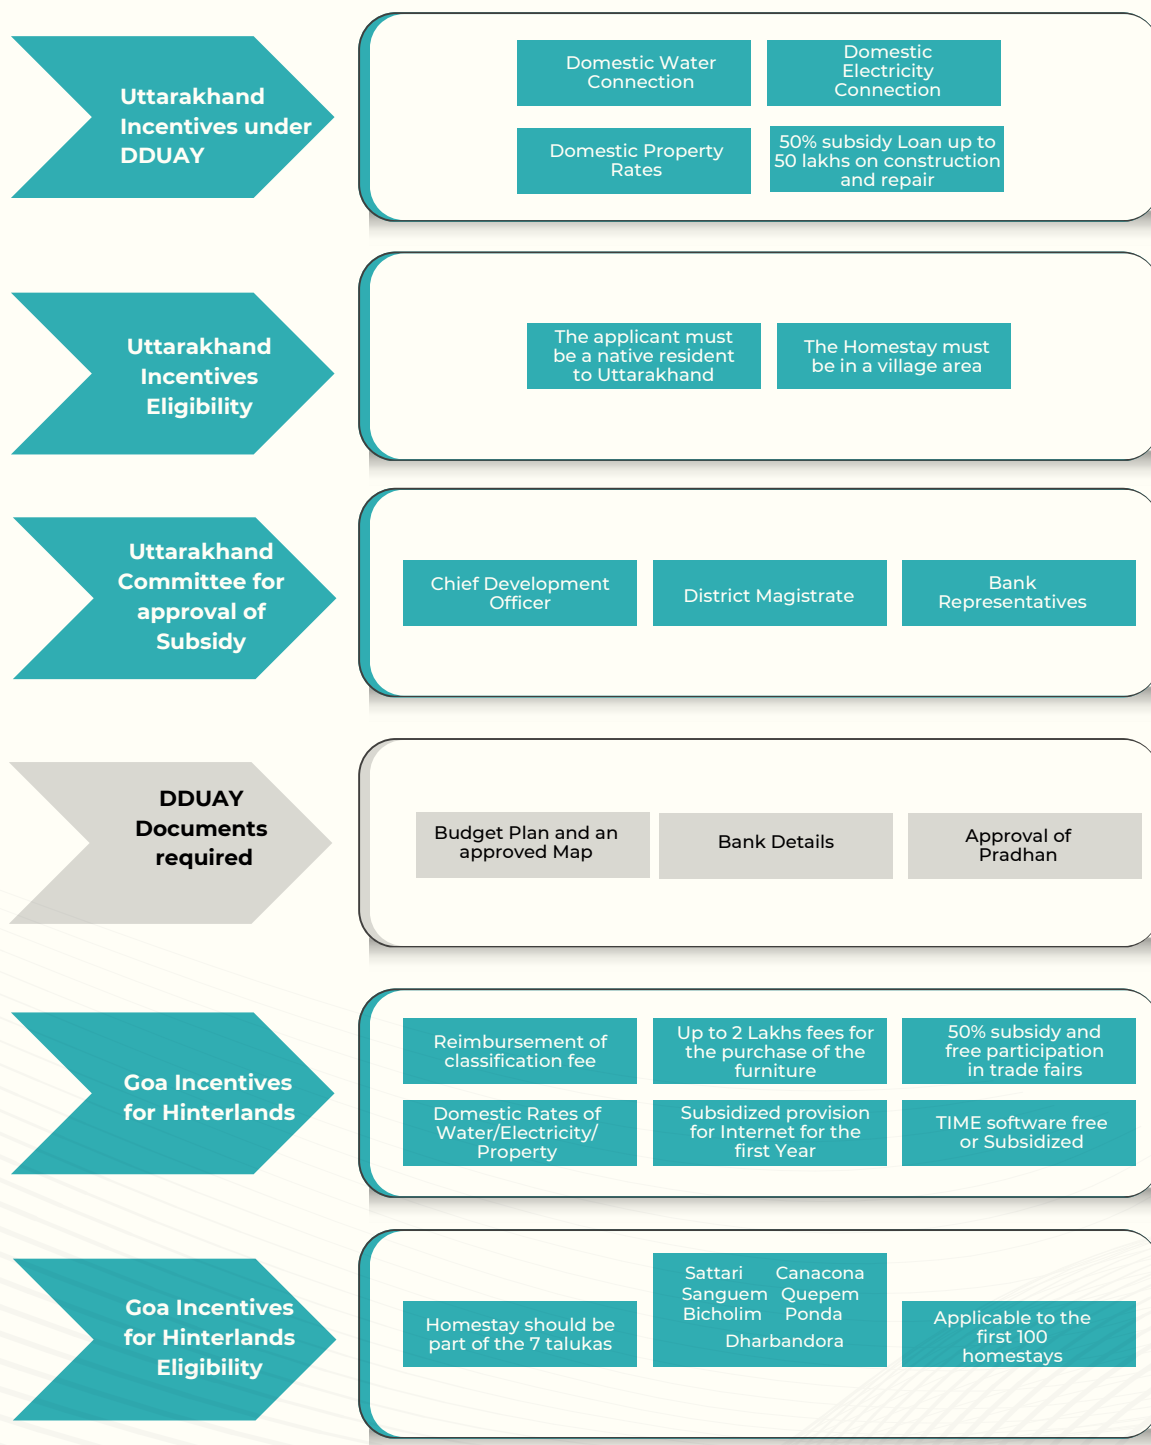 Uttarakhand
Incentives under
DDUAY
Domestic Water
Connection
Domestic
Electricity
Connection
Domestic Property
Rates
50% subsidy Loan up to
50 lakhs on construction
and repair
Uttarakhand
Incentives
Eligibility
The applicant must
be a native resident
to Uttarakhand
The Homestay must
be in a village area
Uttarakhand
Committee for
approval of
Subsidy
Chief Development
Officer
District Magistrate
Bank
Representatives
DDUAY
Documents
required
Budget Plan and an
approved Map
Bank Details
Approval of
Pradhan
Goa Incentives
for Hinterlands
Reimbursement of
classification fee
Up to 2 Lakhs fees for
the purchase of the
furniture
50% subsidy and
free participation
in trade fairs
Domestic Rates of
Water/Electricity/
Property
Subsidized provision
for Internet for the
first Year
TIME software free
or Subsidized
Goa Incentives
for Hinterlands
Eligibility
Homestay should be
part of the 7 talukas
Sattari Canacona
Sanguem Quepem
Bicholim Ponda
Dharbandora
Applicable to the
first 100
homestays